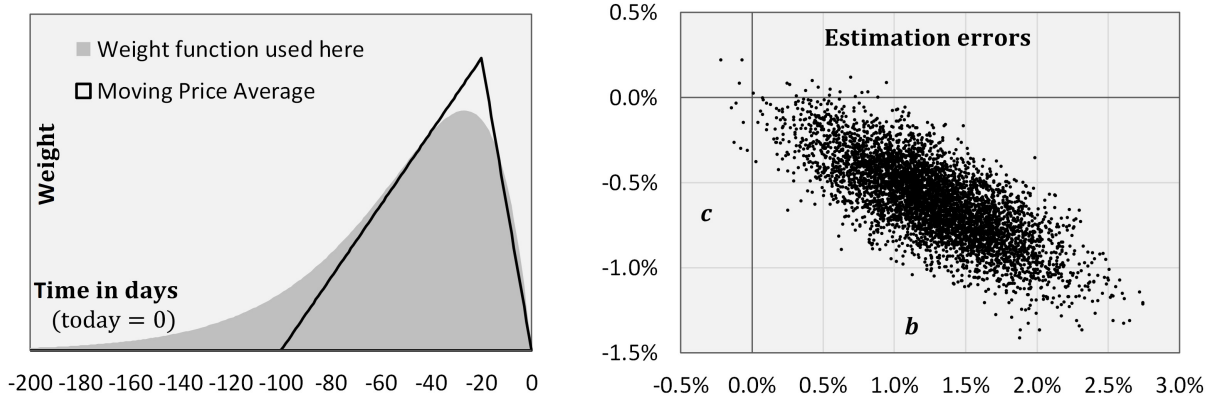 Weight function used here
Moving Price Average
Weight
Time in days
(today = 0)
-200 -180 -160 -140 -120 -100 -80 -60 -40 -20 0
Estimation errors
0.5%
0.0%
-0.5%
c
-1.0%
b
-1.5%
-0.5% 0.0% 0.5% 1.0% 1.5% 2.0% 2.5% 3.0%